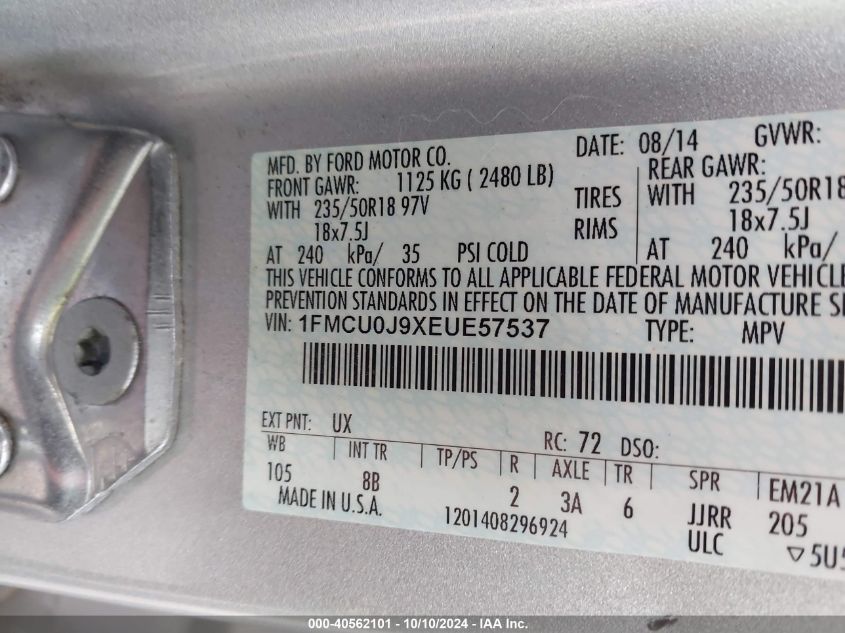 DATE: 08/14 GVWR:
MFD. BY FORD MOTOR CO.
FRONT GAWR: 1125 KG ( 2480 LB) REAR GAWR:
WITH 235/50R18 97V TIRES WITH 235/50R18
18x7.5J RIMS 18x7.5J
AT 240 kPa/ 35 PSI COLD AT 240 kPa/
THIS VEHICLE CONFORMS TO ALL APPLICABLE FEDERAL MOTOR VEHICLE
PREVENTION STANDARDS IN EFFECT ON THE DATE OF MANUFACTURE
VIN: 1FMCU0J9XEUE57537 TYPE: MPV
EXT PNT: UX RC: 72 DSO:
WB INT TR TP/PS R AXLE TR SPR EM21A
105 8B 2 3A 6 JJRR 205
MADE IN U.S.A. 1201408296924 ULC ▽5U5
000-40562101 - 10/10/2024 - IAA Inc.